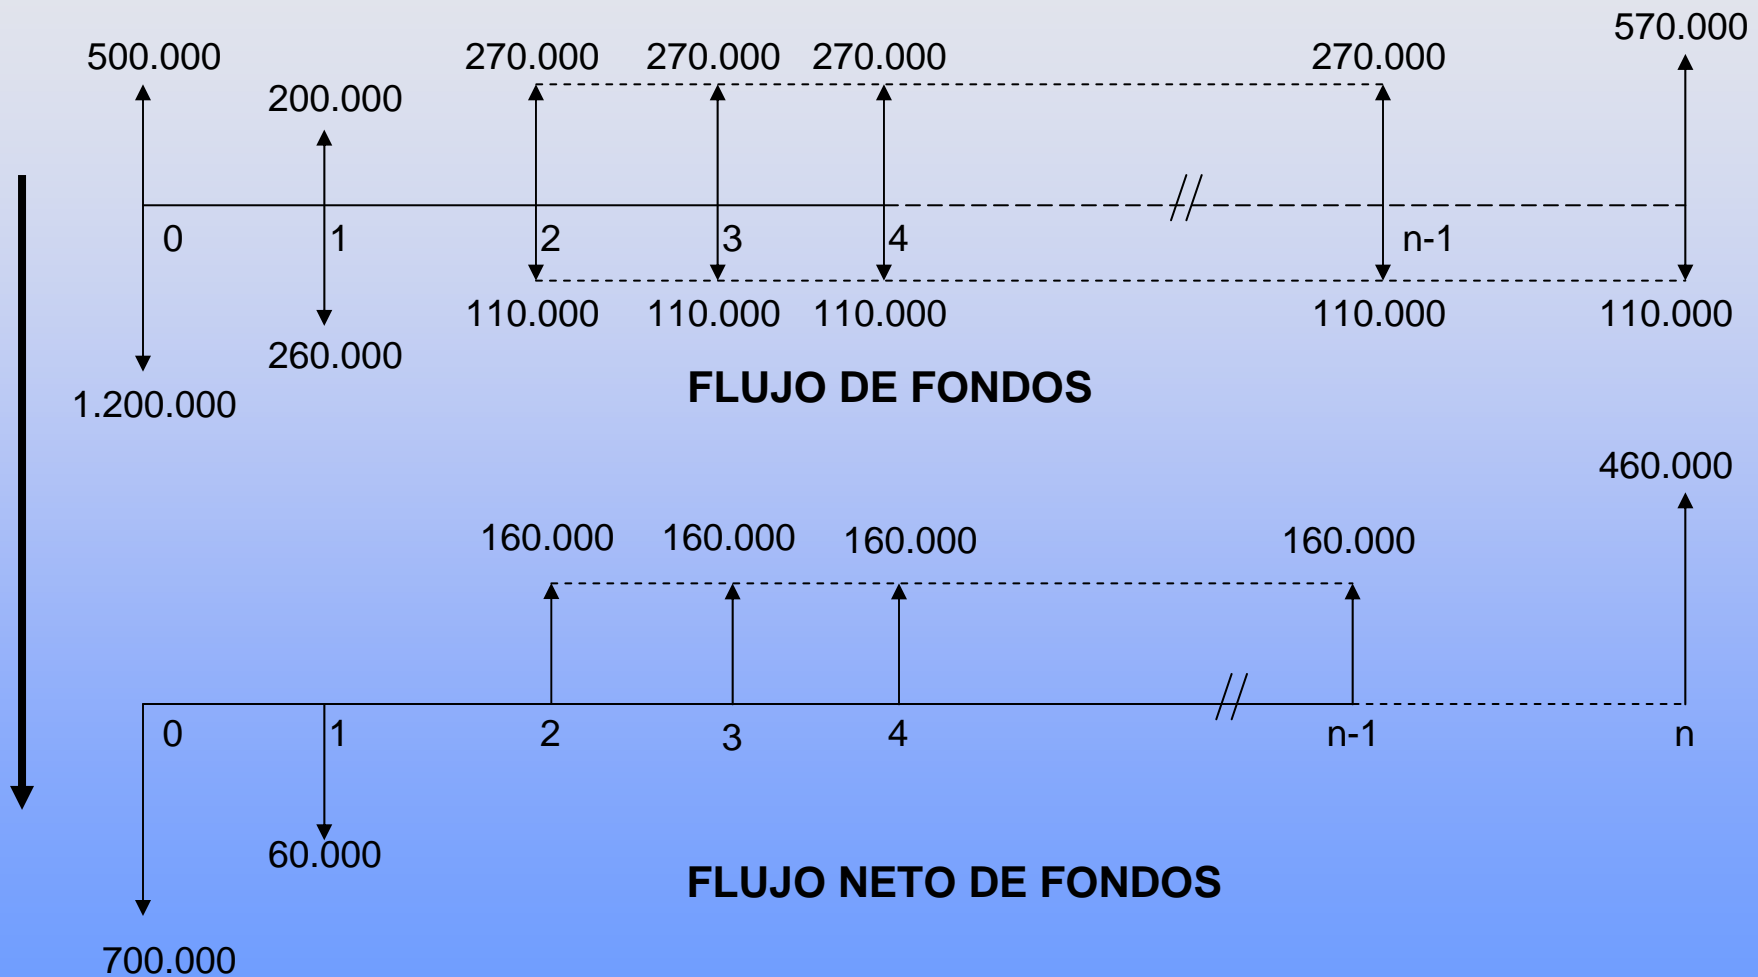 570.000
500.000 270.000 270.000 270.000 270.000
200.000
0 1 2 3 4 n-1
110.000 110.000 110.000 110.000 110.000
260.000
FLUJO DE FONDOS
1.200.000
460.000
160.000 160.000 160.000 160.000
0 1 2 3 4 n-1 n
60.000
FLUJO NETO DE FONDOS
700.000